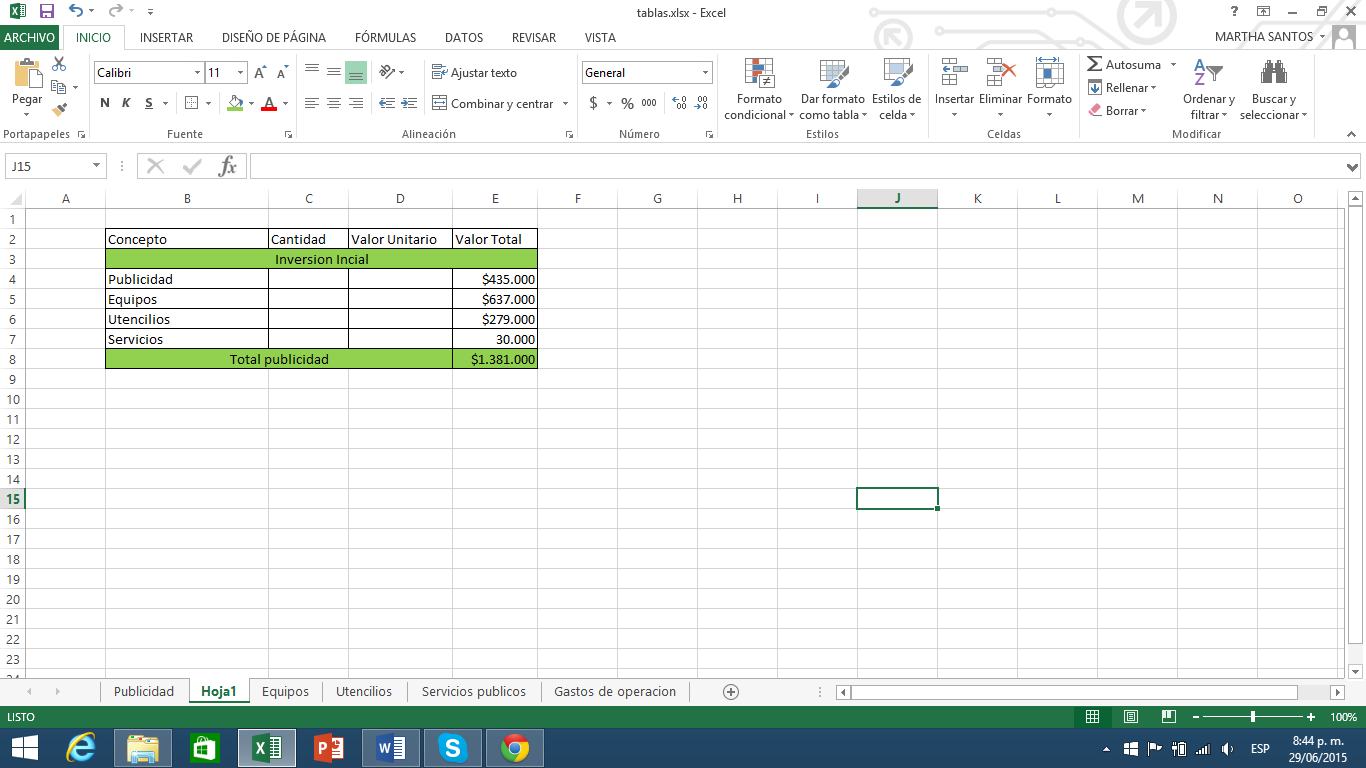 tablas.xlsx - Excel
ARCHIVO INICIO INSERTAR DISEÑO DE PÁGINA FÓRMULAS DATOS REVISAR VISTA MARTHA SANTOS
Pegar
Portapapeles
Calibri 11
N K S
Fuente
Ajustar texto
Combinar y centrar
Alineación
General
$ % 000
Número
Formato condicional
Dar formato como tabla
Estilos de celda
Estilos
Insertar Eliminar Formato
Celdas
Autosuma
Rellenar
Borrar
Ordenar y filtrar
Buscar y seleccionar
Modificar
J15 fx
A B C D E F G H I J K L M N O
1
2 Concepto Cantidad Valor Unitario Valor Total
3 Inversion Incial
4 Publicidad $435.000
5 Equipos $637.000
6 Utencilios $279.000
7 Servicios 30.000
8 Total publicidad $1.381.000
9
10
11
12
13
14
15
16
17
18
19
20
21
22
23
24
Publicidad Hoja1 Equipos Utencilios Servicios publicos Gastos de operacion
LISTO 100%
ESP 8:44 p. m.
29/06/2015